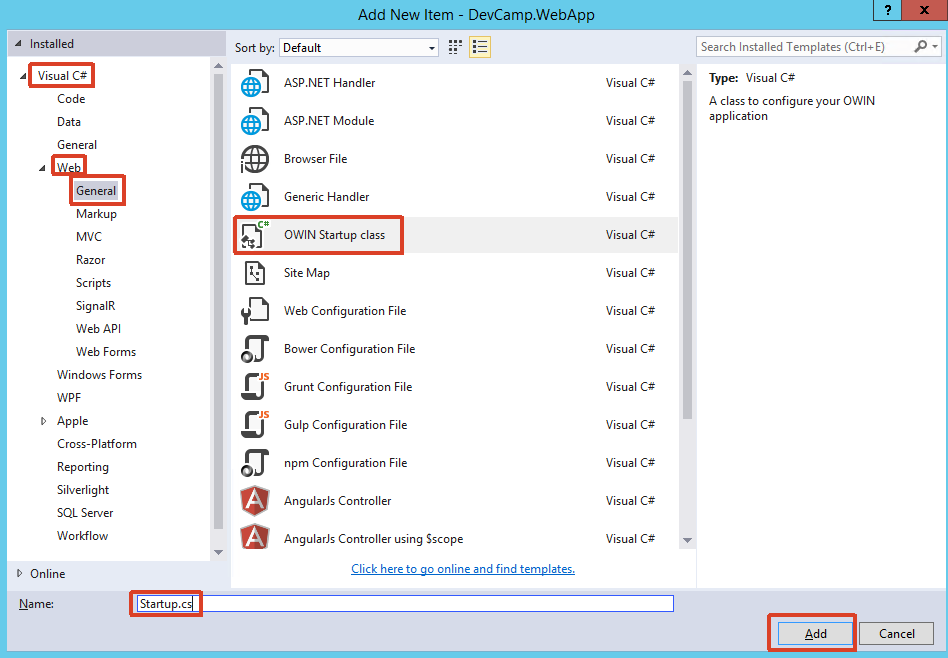 Add New Item - DevCamp.WebApp
? x
Installed
Sort by: Default
Search Installed Templates (Ctrl+E)
Visual C#
Code
Data
General
Web
General
Markup
MVC
Razor
Scripts
SignalR
Web API
Web Forms
Windows Forms
WPF
Apple
Cross-Platform
Reporting
Silverlight
SQL Server
Workflow
Online
ASP.NET Handler Visual C#
ASP.NET Module Visual C#
Browser File Visual C#
Generic Handler Visual C#
C#
OWIN Startup class Visual C#
Site Map Visual C#
Web Configuration File Visual C#
Bower Configuration File Visual C#
JS
Grunt Configuration File Visual C#
JS
Gulp Configuration File Visual C#
npm Configuration File Visual C#
A
AngularJs Controller Visual C#
A
AngularJs Controller using $scope Visual C#
Click here to go online and find templates.
Type: Visual C#
A class to configure your OWIN
application
Name: Startup.cs
Add Cancel